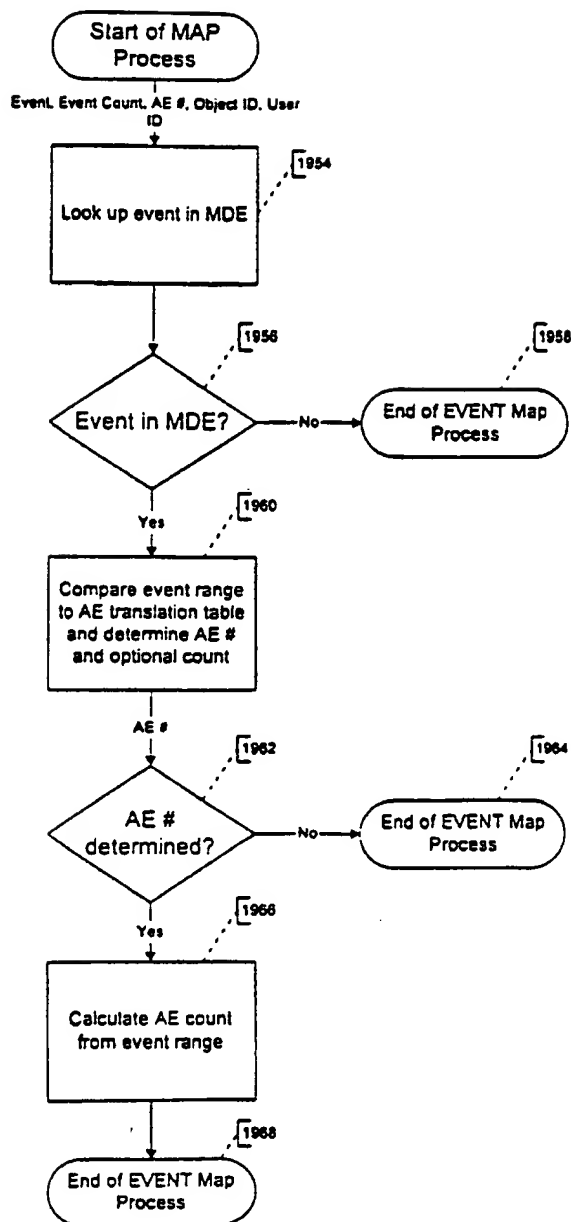 Start of MAP
Process
Event, Event Count, AE #, Object ID, User
ID
1954
Look up event in MDE
1956
1958
Event in MDE?
No
End of EVENT Map
Process
Yes
1960
Compare event range
to AE translation table
and determine AE #
and optional count
AE #
1962
1964
AE #
determined?
No
End of EVENT Map
Process
Yes
1966
Calculate AE count
from event range
1968
End of EVENT Map
Process